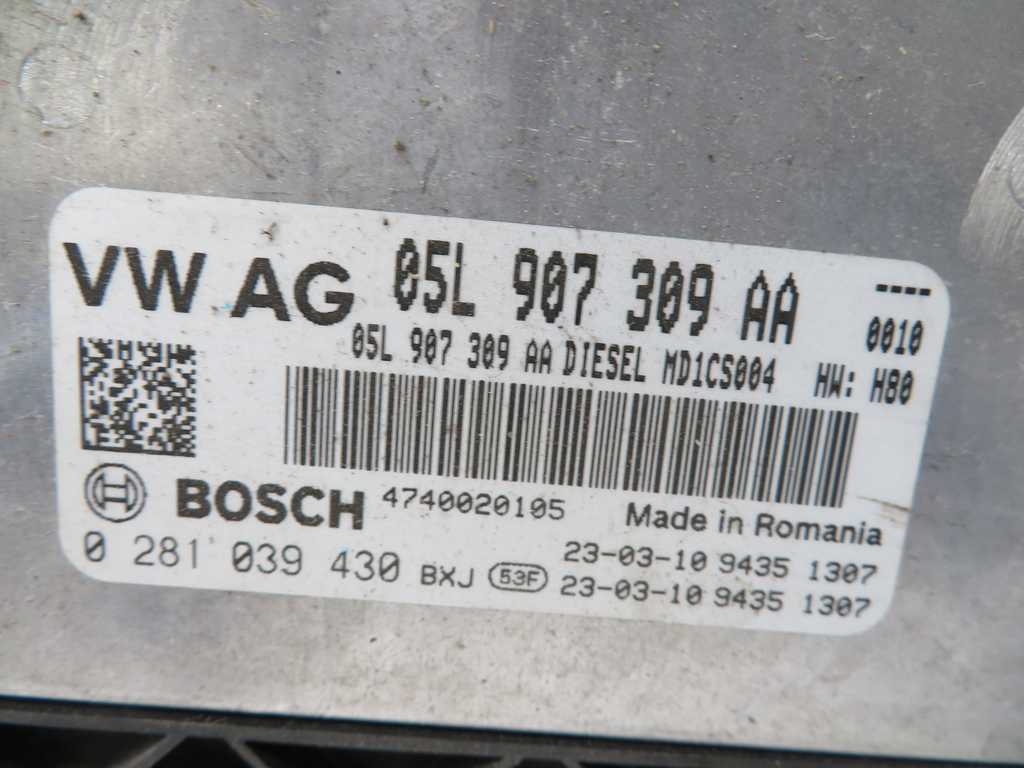 VW AG 05L 907 309 AA ----
0010
05L 907 309 AA DIESEL MD1CS004 HW: H80
BOSCH 4740020105 Made in Romania
23-03-10 9435 1307
0 281 039 430 BXJ 53F 23-03-10 9435 1307